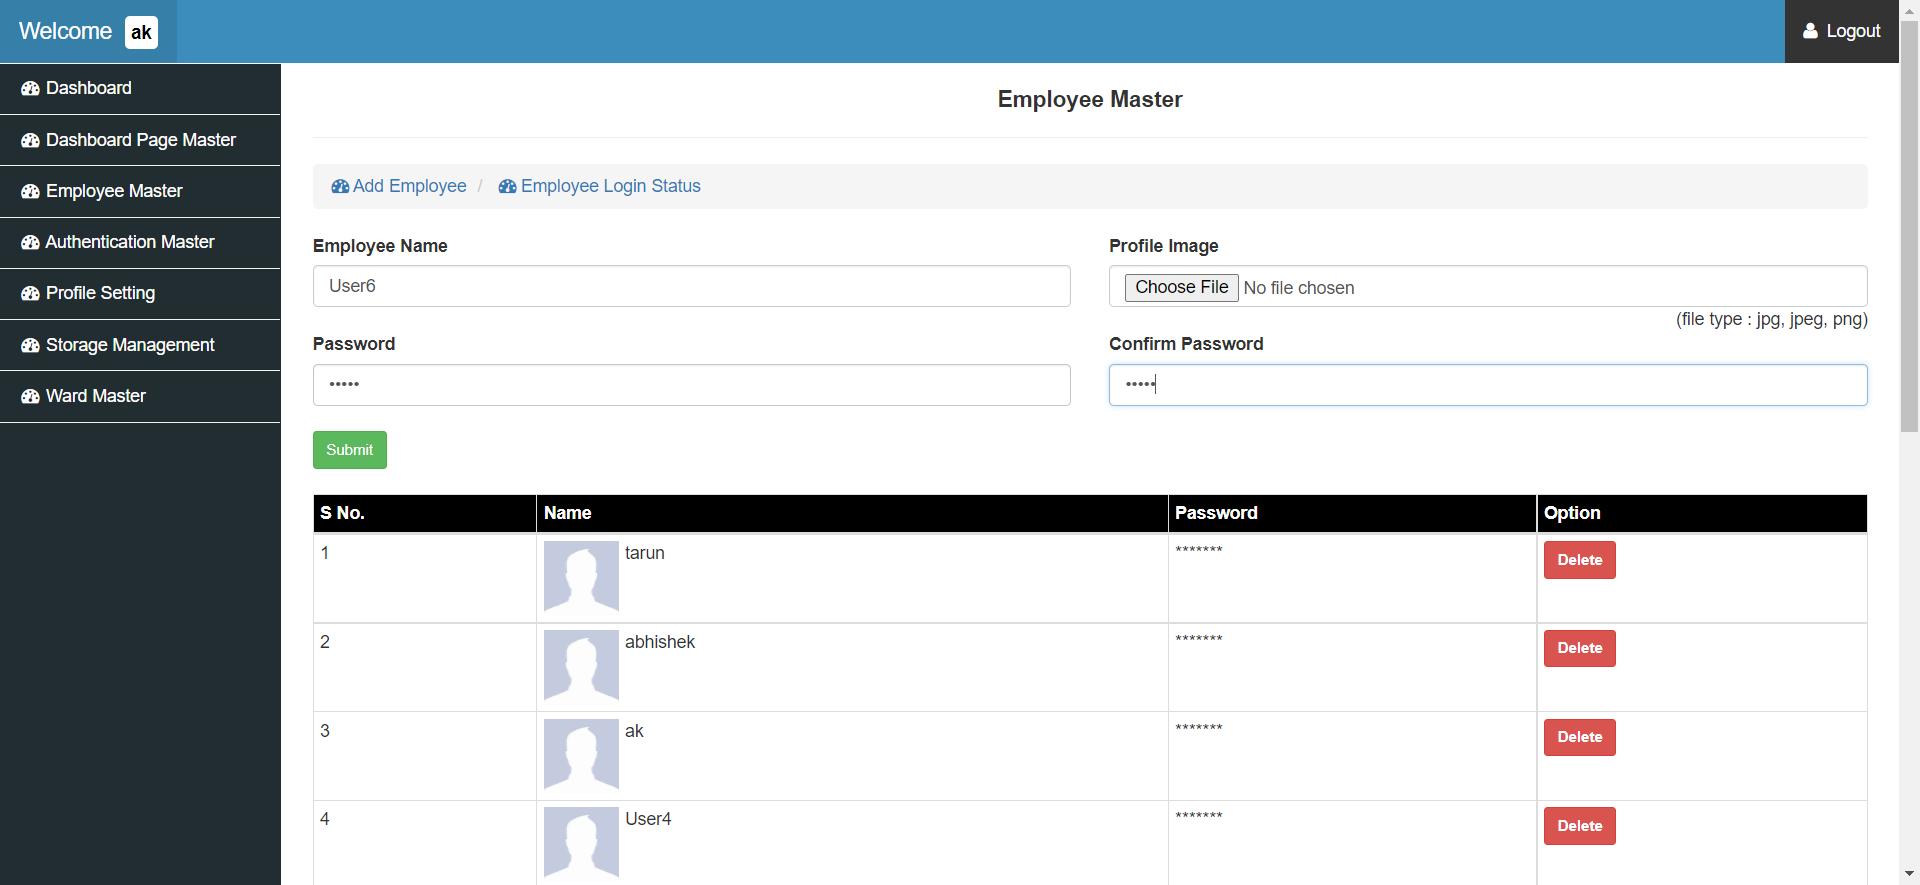 Welcome ak
Logout
Dashboard
Dashboard Page Master
Employee Master
Authentication Master
Profile Setting
Storage Management
Ward Master
Employee Master
Add Employee / Employee Login Status
Employee Name
User6
Profile Image
Choose File No file chosen
(file type : jpg, jpeg, png)
Password
•••••
Confirm Password
•••••
Submit
S No. Name Password Option
1 tarun ******* Delete
2 abhishek ******* Delete
3 ak ******* Delete
4 User4 ******* Delete